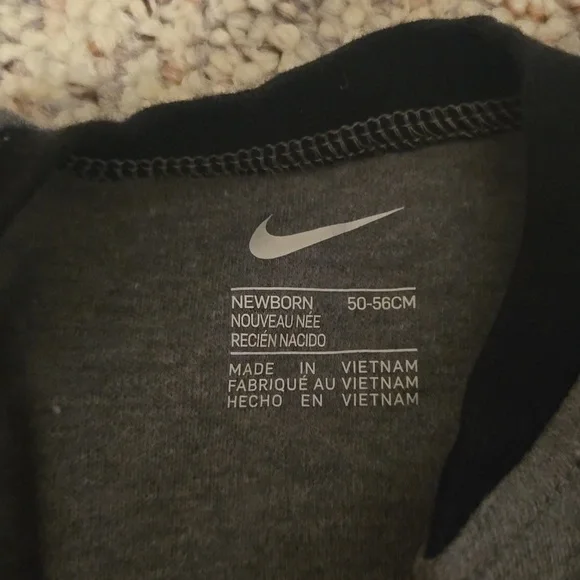 NEWBORN 50-56CM
NOUVEAU NÉE
RECIÉN NACIDO
MADE IN VIETNAM
FABRIQUÉ AU VIETNAM
HECHO EN VIETNAM